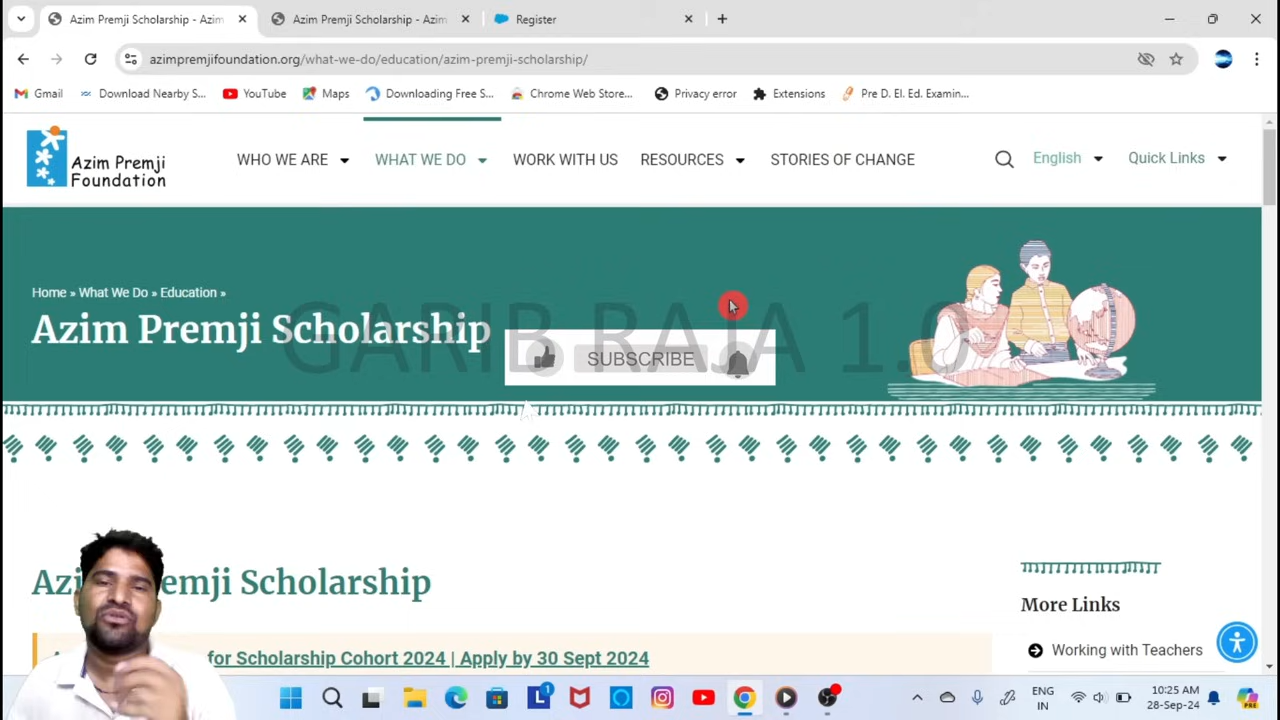 Azim Premji Scholarship - Azim
Azim Premji Scholarship - Azim
Register
azimpremjifoundation.org/what-we-do/education/azim-premji-scholarship/
Gmail
Download Nearby S...
YouTube
Maps
Downloading Free S...
Chrome Web Store...
Privacy error
Extensions
Pre D. El. Ed. Examin...
Azim Premji
Foundation
WHO WE ARE
WHAT WE DO
WORK WITH US
RESOURCES
STORIES OF CHANGE
English
Quick Links
Home » What We Do » Education »
Azim Premji Scholarship
GARIB RAJA 1.0
SUBSCRIBE
Azim Premji Scholarship
for Scholarship Cohort 2024 | Apply by 30 Sept 2024
More Links
Working with Teachers
ENG
IN
10:25 AM
28-Sep-24
PRE